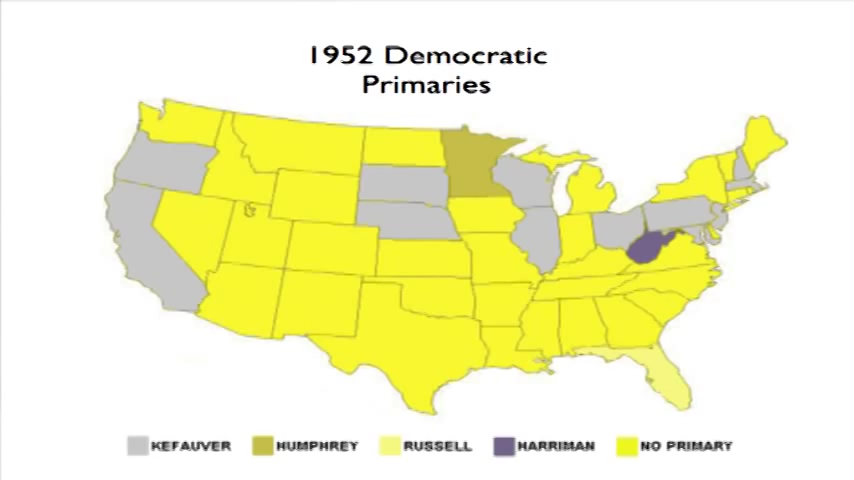 1952 Democratic
Primaries
KEFAUVER HUMPHREY RUSSELL HARRIMAN NO PRIMARY